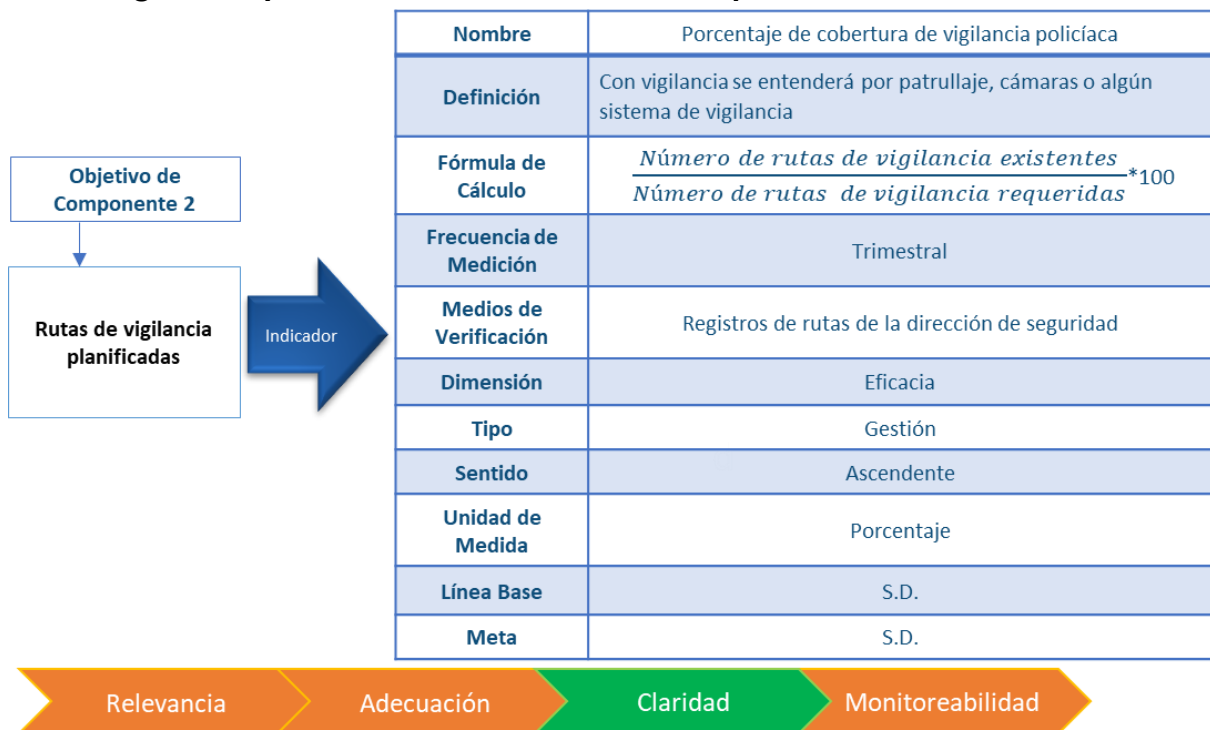 Nombre
Porcentaje de cobertura de vigilancia policíaca
Definición
Con vigilancia se entenderá por patrullaje, cámaras o algún
sistema de vigilancia
Objetivo de
Componente 2
Rutas de vigilancia
planificadas
Indicador
Fórmula de
Cálculo
Número de rutas de vigilancia existentes
Número de rutas de vigilancia requeridas
*100
Frecuencia de
Medición
Trimestral
Medios de
Verificación
Registros de rutas de la dirección de seguridad
Dimensión
Eficacia
Tipo
Gestión
Sentido
Ascendente
Unidad de
Medida
Porcentaje
Línea Base
S.D.
Meta
S.D.
Relevancia
Adecuación
Claridad
Monitoreabilidad